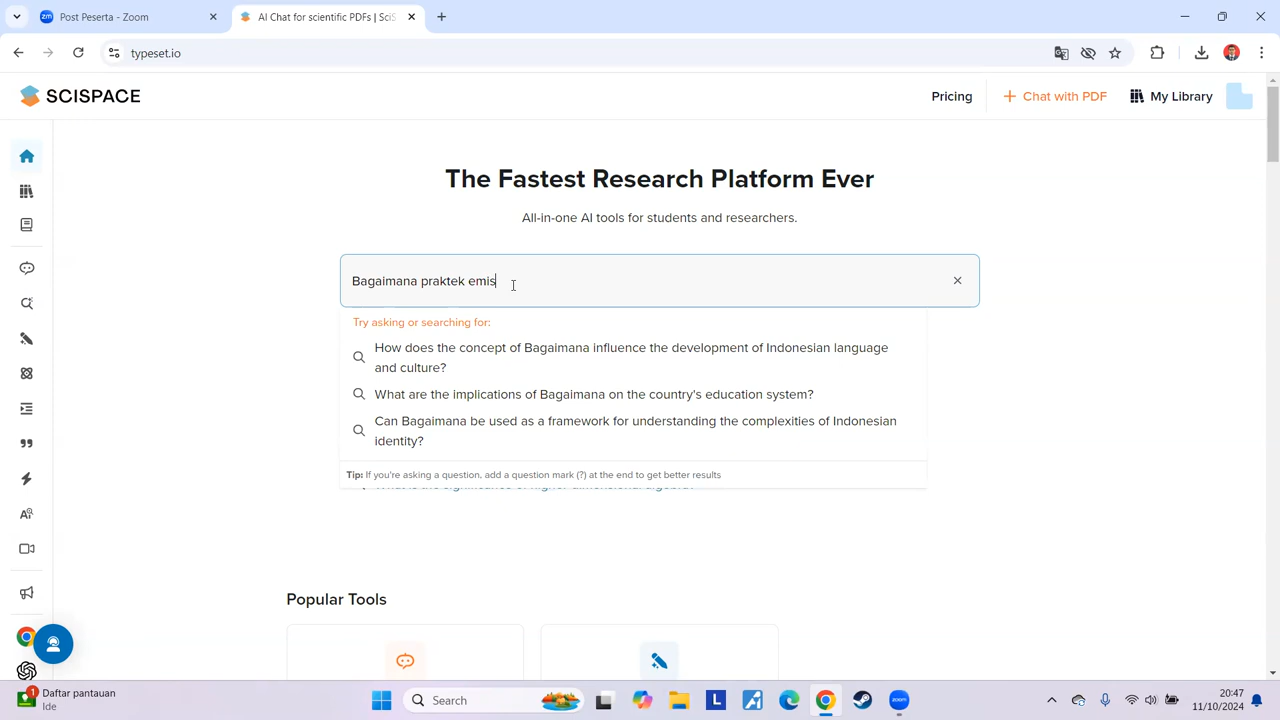 Post Peserta - Zoom
AI Chat for scientific PDFs | SciS
typeset.io
SCISPACE
Pricing
Chat with PDF
My Library
The Fastest Research Platform Ever
All-in-one AI tools for students and researchers.
Bagaimana praktek emis
Try asking or searching for:
How does the concept of Bagaimana influence the development of Indonesian language
and culture?
What are the implications of Bagaimana on the country's education system?
Can Bagaimana be used as a framework for understanding the complexities of Indonesian
identity?
Tip: If you're asking a question, add a question mark (?) at the end to get better results
Popular Tools
1
Daftar pantauan
Ide
Search
20:47
11/10/2024